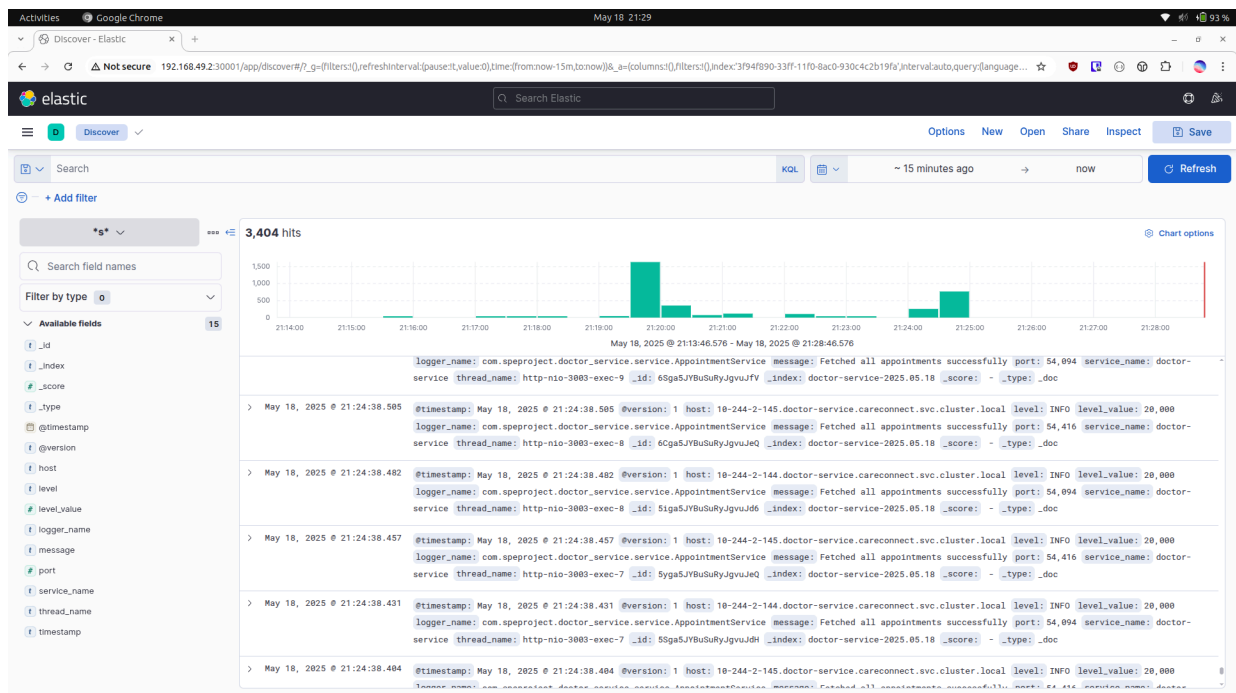 Activities Google Chrome May 18 21:29 93 %
Discover - Elastic
Not secure 192.168.49.2:30001/app/discover#/?_g=(filters:!(),refreshInterval:(pause:!t,value:0),time:(from:now-15m,to:now))&_a=(columns:!(),filters:!(),index:'3f94f890-33ff-11f0-8ac0-930c4c2b19fa',interval:auto,query:(language...
elastic Search Elastic
D Discover Options New Open Share Inspect Save
Search KQL ~ 15 minutes ago → now Refresh
+ Add filter
*s* 3,404 hits Chart options
Search field names
Filter by type 0
Available fields 15
_id
_index
_score
_type
@timestamp
@version
host
level
level_value
logger_name
message
port
service_name
thread_name
timestamp
1,500
1,000
500
0
21:14:00 21:15:00 21:16:00 21:17:00 21:18:00 21:19:00 21:20:00 21:21:00 21:22:00 21:23:00 21:24:00 21:25:00 21:26:00 21:27:00 21:28:00
May 18, 2025 @ 21:13:46.576 - May 18, 2025 @ 21:28:46.576
logger_name: com.speproject.doctor_service.service.AppointmentService message: Fetched all appointments successfully port: 54,094 service_name: doctor-
service thread_name: http-nio-3003-exec-9 _id: 6Sga5JYBuSuRyJgvuJfV _index: doctor-service-2025.05.18 _score: - _type: _doc
May 18, 2025 @ 21:24:38.505 @timestamp: May 18, 2025 @ 21:24:38.505 @version: 1 host: 10-244-2-145.doctor-service.careconnect.svc.cluster.local level: INFO level_value: 20,000
logger_name: com.speproject.doctor_service.service.AppointmentService message: Fetched all appointments successfully port: 54,416 service_name: doctor-
service thread_name: http-nio-3003-exec-8 _id: 6Cga5JYBuSuRyJgvuJeQ _index: doctor-service-2025.05.18 _score: - _type: _doc
May 18, 2025 @ 21:24:38.482 @timestamp: May 18, 2025 @ 21:24:38.482 @version: 1 host: 10-244-2-144.doctor-service.careconnect.svc.cluster.local level: INFO level_value: 20,000
logger_name: com.speproject.doctor_service.service.AppointmentService message: Fetched all appointments successfully port: 54,094 service_name: doctor-
service thread_name: http-nio-3003-exec-8 _id: 5iga5JYBuSuRyJgvuJd6 _index: doctor-service-2025.05.18 _score: - _type: _doc
May 18, 2025 @ 21:24:38.457 @timestamp: May 18, 2025 @ 21:24:38.457 @version: 1 host: 10-244-2-145.doctor-service.careconnect.svc.cluster.local level: INFO level_value: 20,000
logger_name: com.speproject.doctor_service.service.AppointmentService message: Fetched all appointments successfully port: 54,416 service_name: doctor-
service thread_name: http-nio-3003-exec-7 _id: 5yga5JYBuSuRyJgvuJeQ _index: doctor-service-2025.05.18 _score: - _type: _doc
May 18, 2025 @ 21:24:38.431 @timestamp: May 18, 2025 @ 21:24:38.431 @version: 1 host: 10-244-2-144.doctor-service.careconnect.svc.cluster.local level: INFO level_value: 20,000
logger_name: com.speproject.doctor_service.service.AppointmentService message: Fetched all appointments successfully port: 54,094 service_name: doctor-
service thread_name: http-nio-3003-exec-7 _id: 5Sga5JYBuSuRyJgvuJdH _index: doctor-service-2025.05.18 _score: - _type: _doc
May 18, 2025 @ 21:24:38.404 @timestamp: May 18, 2025 @ 21:24:38.404 @version: 1 host: 10-244-2-145.doctor-service.careconnect.svc.cluster.local level: INFO level_value: 20,000
logger_name: com.speproject.doctor_service.service.AppointmentService message: Fetched all appointments successfully port: 54,416 service_name: doctor-